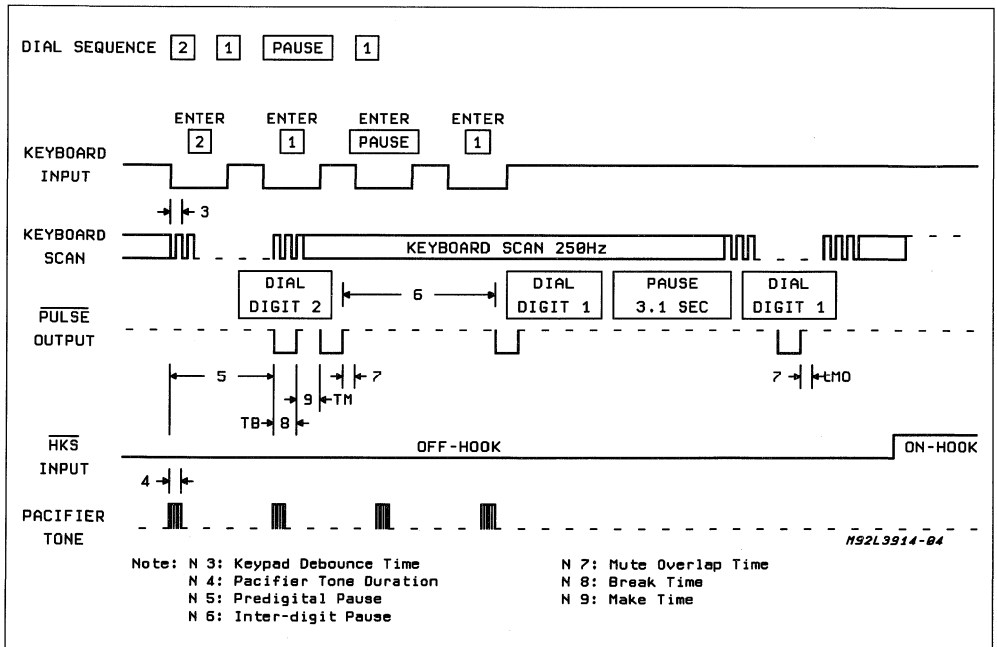 DIAL SEQUENCE 2 1 PAUSE 1
ENTER ENTER ENTER ENTER
2 1 PAUSE 1
KEYBOARD
INPUT
3
KEYBOARD
SCAN
KEYBOARD SCAN 250Hz
DIAL
DIGIT 2
6
DIAL
DIGIT 1
PAUSE
3.1 SEC
DIAL
DIGIT 1
PULSE
OUTPUT
5
7
7 tMO
9 TM
TB 8
HKS
INPUT
OFF-HOOK
ON-HOOK
4
PACIFIER
TONE
M92L3914-04
Note: N 3: Keypad Debounce Time
N 4: Pacifier Tone Duration
N 5: Predigital Pause
N 6: Inter-digit Pause
N 7: Mute Overlap Time
N 8: Break Time
N 9: Make Time